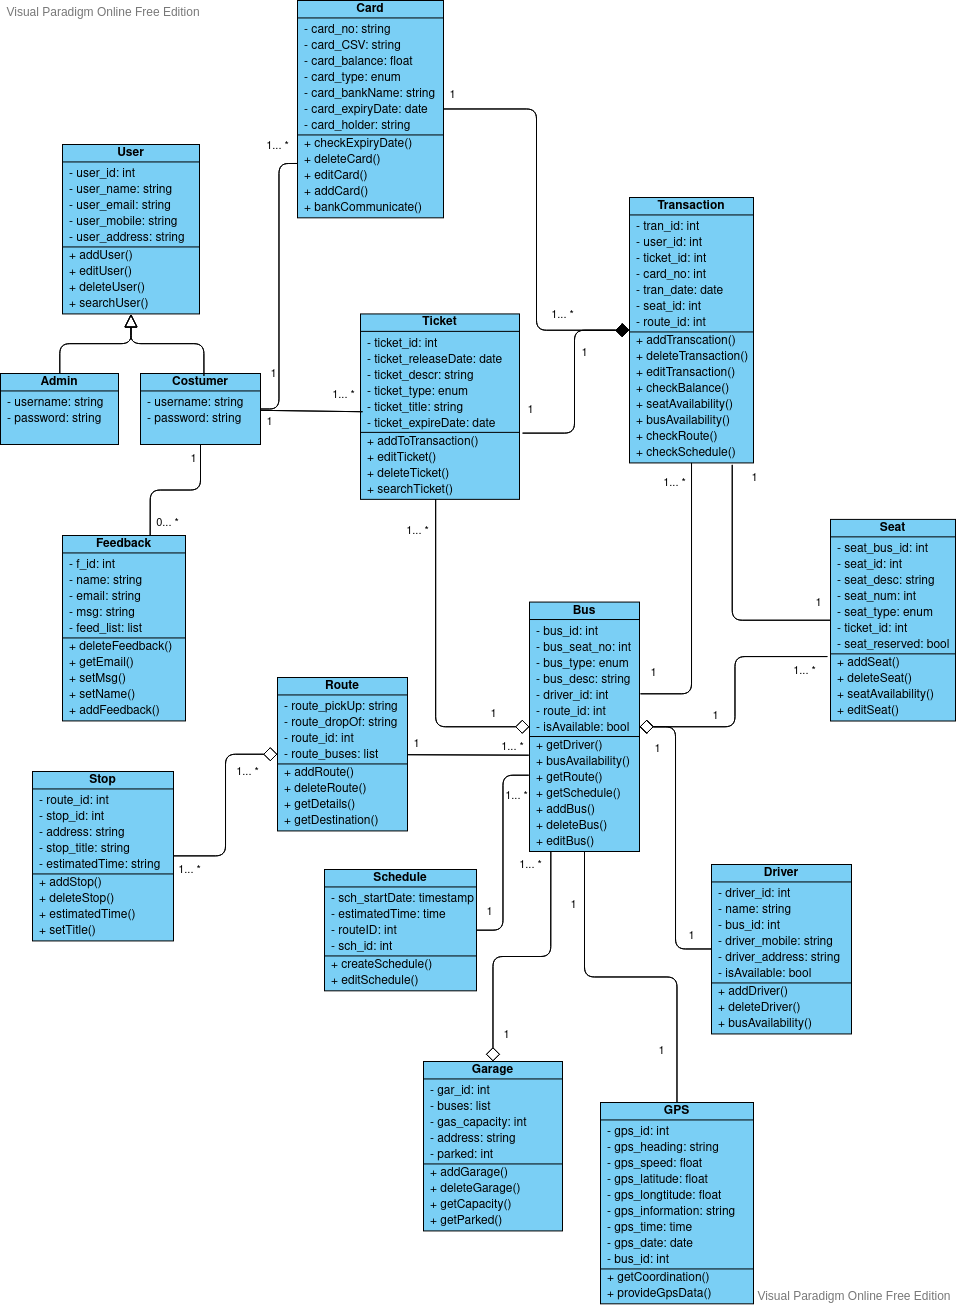 Visual Paradigm Online Free Edition
Card
- card_no: string
- card_CSV: string
- card_balance: float
- card_type: enum
- card_bankName: string
- card_expiryDate: date
- card_holder: string
+ checkExpiryDate()
+ deleteCard()
+ editCard()
+ addCard()
+ bankCommunicate()
1
1... *
User
- user_id: int
- user_name: string
- user_email: string
- user_mobile: string
- user_address: string
+ addUser()
+ editUser()
+ deleteUser()
+ searchUser()
Transaction
- tran_id: int
- user_id: int
- ticket_id: int
- card_no: int
- tran_date: date
- seat_id: int
- route_id: int
+ addTranscation()
+ deleteTransaction()
+ editTransaction()
+ checkBalance()
+ seatAvailability()
+ busAvailability()
+ checkRoute()
+ checkSchedule()
1... *
1
Ticket
- ticket_id: int
- ticket_releaseDate: date
- ticket_descr: string
- ticket_type: enum
- ticket_title: string
- ticket_expireDate: date
+ addToTransaction()
+ editTicket()
+ deleteTicket()
+ searchTicket()
1
1... *
1
1
Admin
- username: string
- password: string
Costumer
- username: string
- password: string
1
0... *
1... *
1... *
1
Feedback
- f_id: int
- name: string
- email: string
- msg: string
- feed_list: list
+ deleteFeedback()
+ getEmail()
+ setMsg()
+ setName()
+ addFeedback()
Seat
- seat_bus_id: int
- seat_id: int
- seat_desc: string
- seat_num: int
- seat_type: enum
- ticket_id: int
- seat_reserved: bool
+ addSeat()
+ deleteSeat()
+ seatAvailability()
+ editSeat()
1
1... *
Bus
- bus_id: int
- bus_seat_no: int
- bus_type: enum
- bus_desc: string
- driver_id: int
- route_id: int
- isAvailable: bool
+ getDriver()
+ busAvailability()
+ getRoute()
+ getSchedule()
+ addBus()
+ deleteBus()
+ editBus()
1
1
1
1
Route
- route_pickUp: string
- route_dropOf: string
- route_id: int
- route_buses: list
+ addRoute()
+ deleteRoute()
+ getDetails()
+ getDestination()
1
1... *
1... *
1... *
Stop
- route_id: int
- stop_id: int
- address: string
- stop_title: string
- estimatedTime: string
+ addStop()
+ deleteStop()
+ estimatedTime()
+ setTitle()
1... *
1... *
Schedule
- sch_startDate: timestamp
- estimatedTime: time
- routeID: int
- sch_id: int
+ createSchedule()
+ editSchedule()
1
1
Driver
- driver_id: int
- name: string
- bus_id: int
- driver_mobile: string
- driver_address: string
- isAvailable: bool
+ addDriver()
+ deleteDriver()
+ busAvailability()
1
1
1
Garage
- gar_id: int
- buses: list
- gas_capacity: int
- address: string
- parked: int
+ addGarage()
+ deleteGarage()
+ getCapacity()
+ getParked()
GPS
- gps_id: int
- gps_heading: string
- gps_speed: float
- gps_latitude: float
- gps_longtitude: float
- gps_information: string
- gps_time: time
- gps_date: date
- bus_id: int
+ getCoordination()
+ provideGpsData()
Visual Paradigm Online Free Edition